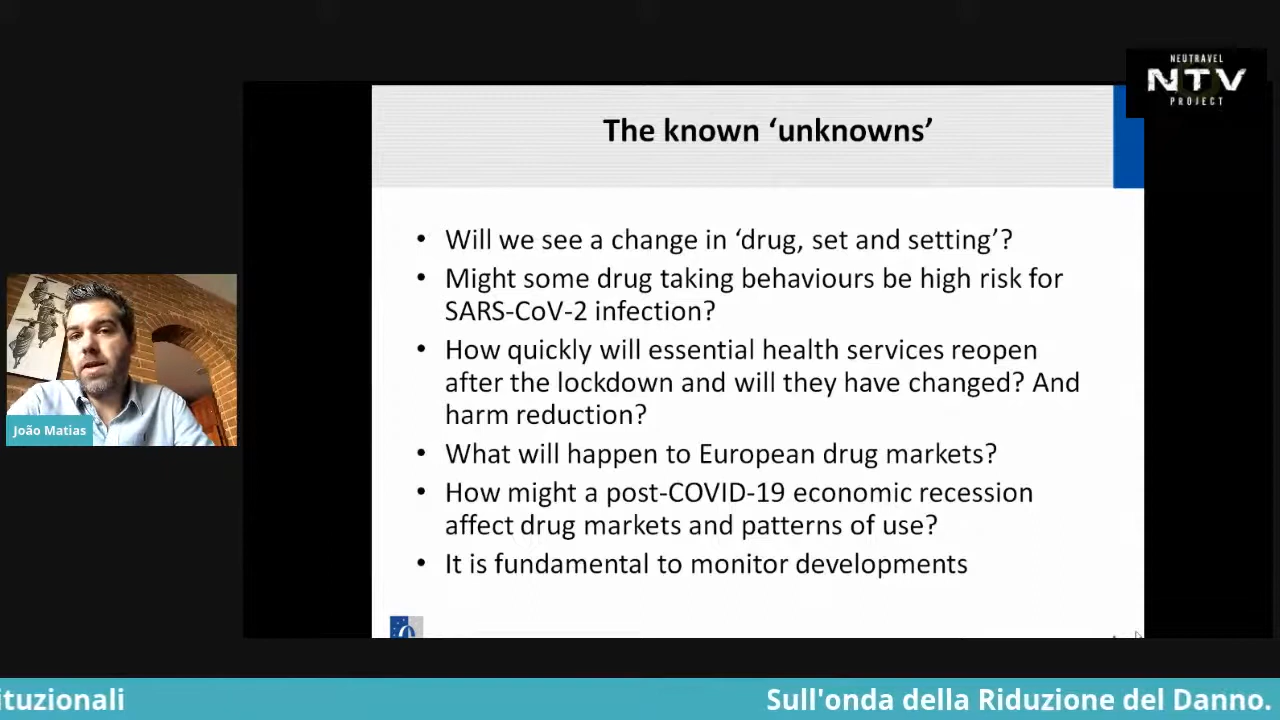 NEUTRAVEL
NTV
PROJECT
The known ‘unknowns’
• Will we see a change in ‘drug, set and setting’?
• Might some drug taking behaviours be high risk for
SARS-CoV-2 infection?
• How quickly will essential health services reopen
after the lockdown and will they have changed? And
harm reduction?
• What will happen to European drug markets?
• How might a post-COVID-19 economic recession
affect drug markets and patterns of use?
• It is fundamental to monitor developments
João Matias
ituzionali
Sull'onda della Riduzione del Danno.